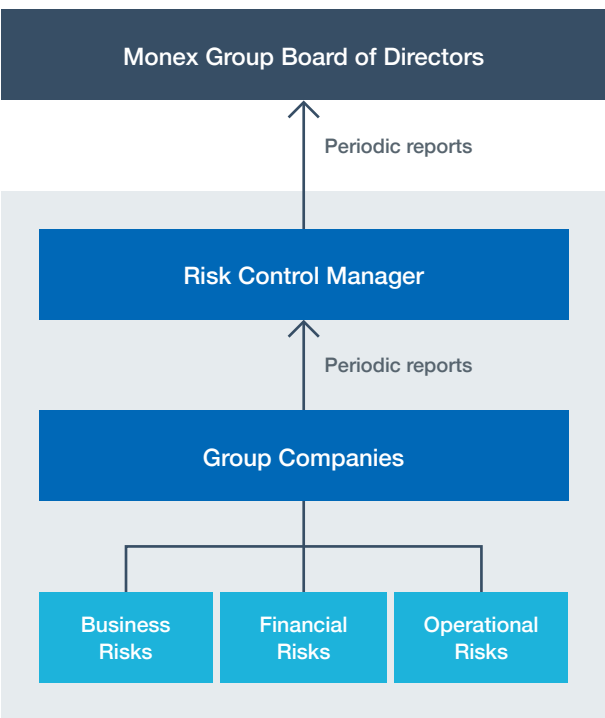 Monex Group Board of Directors
Periodic reports
Risk Control Manager
Periodic reports
Group Companies
Business
Risks
Financial
Risks
Operational
Risks